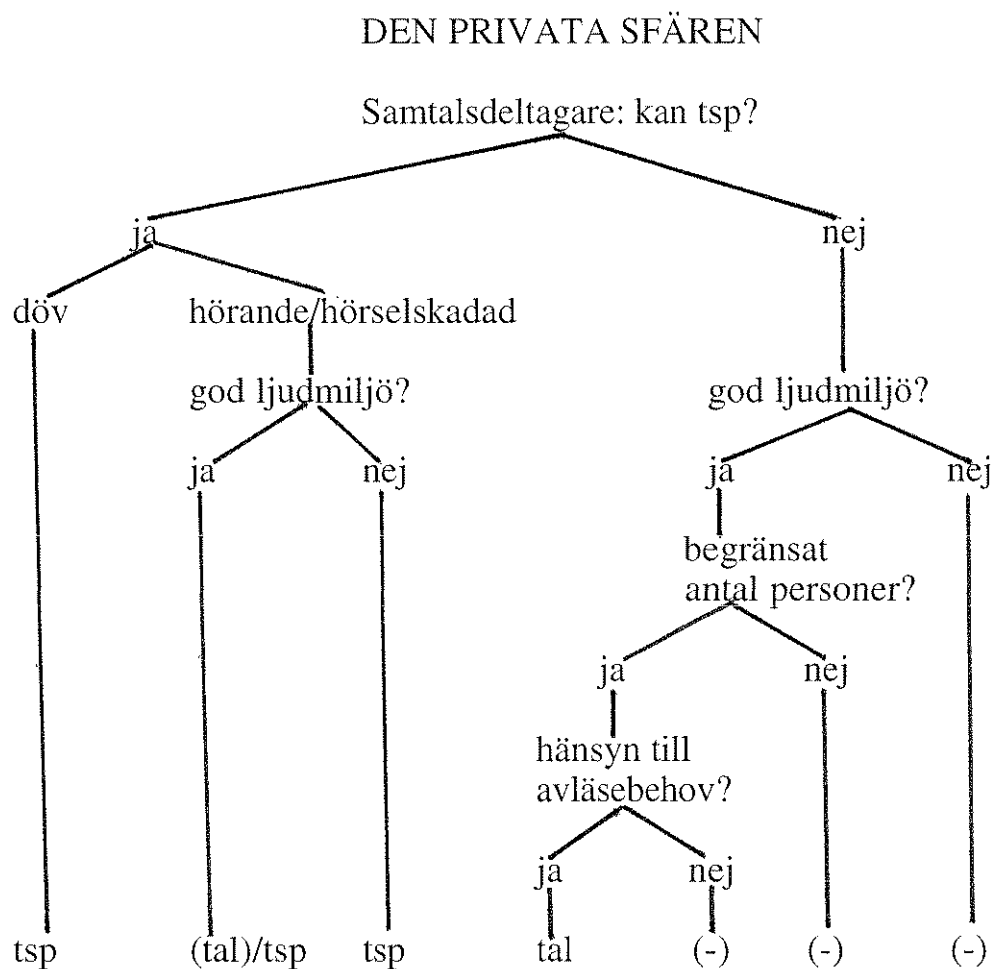 DEN PRIVATA SFÄREN
Samtalsdeltagare: kan tsp?
ja nej
döv hörande/hörselskadad
god ljudmiljö? god ljudmiljö?
ja nej ja nej
begränsat
antal personer?
ja nej
hänsyn till
avläsebehov?
ja nej
tsp (tal)/tsp tsp tal (-) (-) (-)